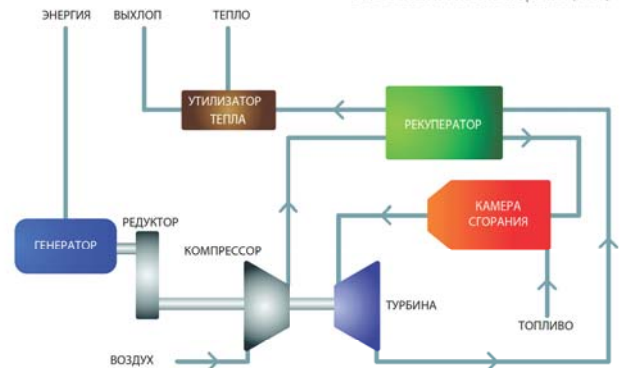 ЭНЕРГИЯ
ВЫХЛОП
ТЕПЛО
УТИЛИЗАТОР
ТЕПЛА
РЕКУПЕРАТОР
КАМЕРА
СГОРАНИЯ
РЕДУКТОР
ГЕНЕРАТОР
КОМПРЕССОР
ТУРБИНА
ТОПЛИВО
ВОЗДУХ